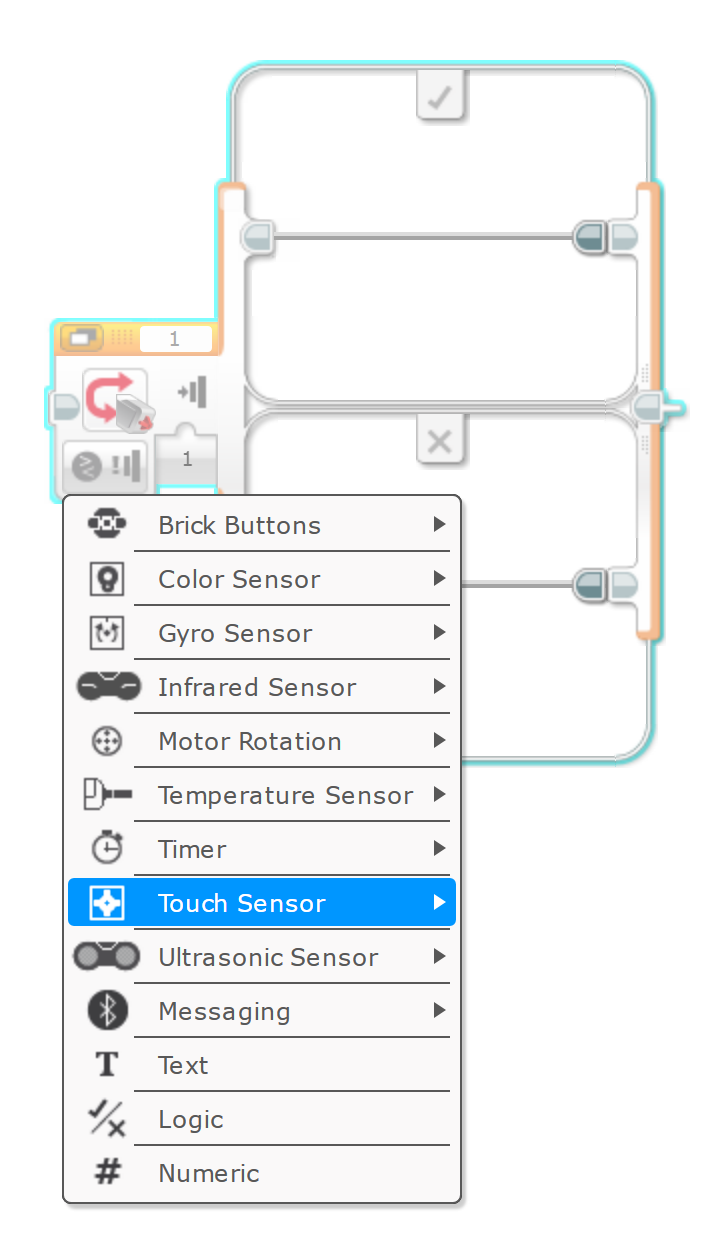 1
1
Brick Buttons
Color Sensor
Gyro Sensor
Infrared Sensor
Motor Rotation
Temperature Sensor
Timer
Touch Sensor
Ultrasonic Sensor
Messaging
T Text
Logic
# Numeric